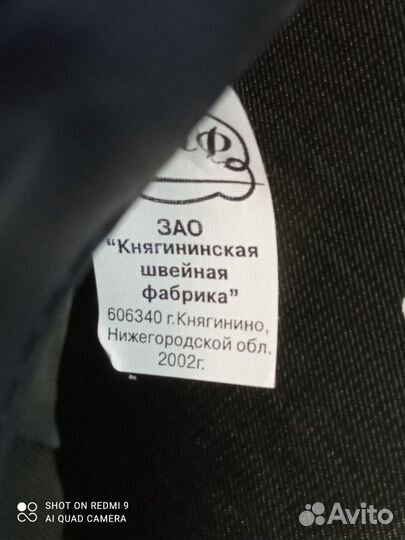 ЗАО
"Княгининская
швейная
фабрика"
606340 г.Княгинино,
Нижегородской обл.
2002г.
SHOT ON REDMI 9
AI QUAD CAMERA
Avito